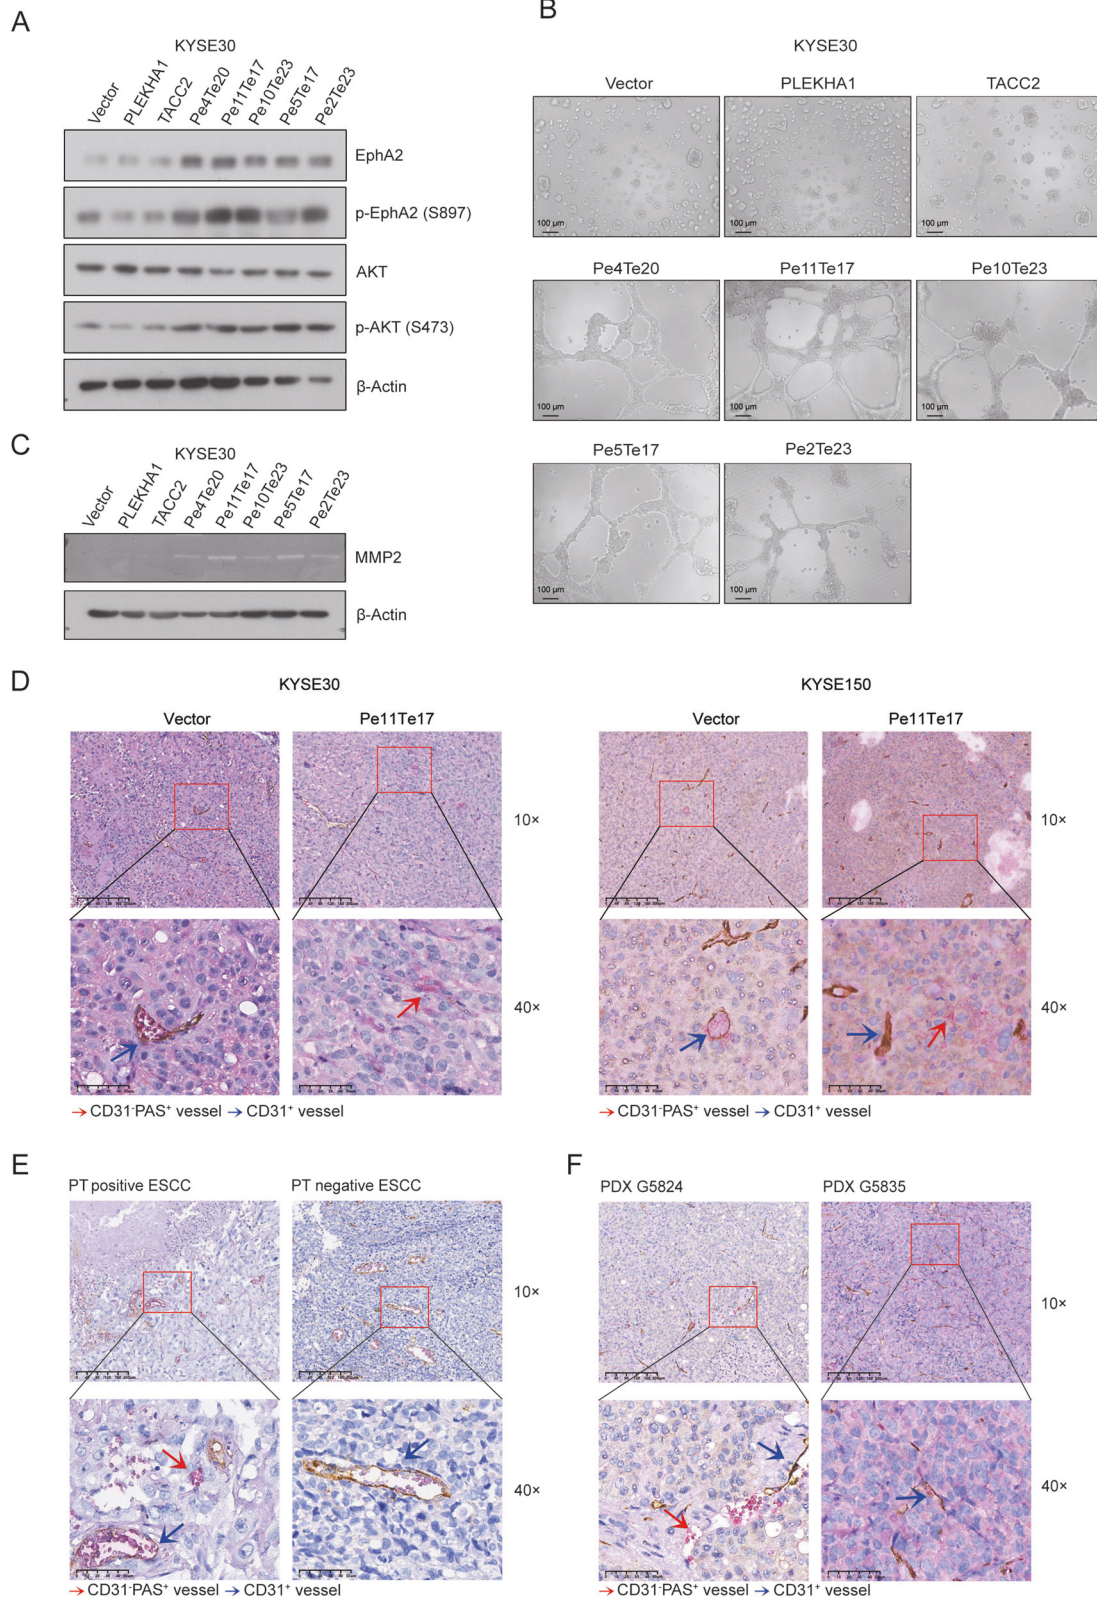 A
KYSE30
Vector PLEKHA1 TACC2 Pe4Te20 Pe11Te17 Pe10Te23 Pe5Te17 Pe2Te23
EphA2
p-EphA2 (S897)
AKT
p-AKT (S473)
β-Actin
B
KYSE30
Vector PLEKHA1 TACC2
100 μm 100 μm 100 μm
Pe4Te20 Pe11Te17 Pe10Te23
100 μm 100 μm 100 μm
Pe5Te17 Pe2Te23
100 μm 100 μm
C
KYSE30
Vector PLEKHA1 TACC2 Pe4Te20 Pe11Te17 Pe10Te23 Pe5Te17 Pe2Te23
MMP2
β-Actin
D
KYSE30 KYSE150
Vector Pe11Te17 Vector Pe11Te17
10× 10×
40× 40×
→ CD31⁻PAS⁺ vessel → CD31⁺ vessel → CD31⁻PAS⁺ vessel → CD31⁺ vessel
E
PT positive ESCC PT negative ESCC
10×
40×
→ CD31⁻PAS⁺ vessel → CD31⁺ vessel
F
PDX G5824 PDX G5835
10×
40×
→ CD31⁻PAS⁺ vessel → CD31⁺ vessel